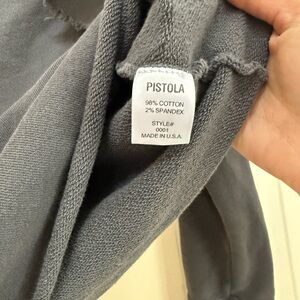 PISTOLA
98% COTTON
2% SPANDEX
STYLE#
0001
MADE IN U.S.A.